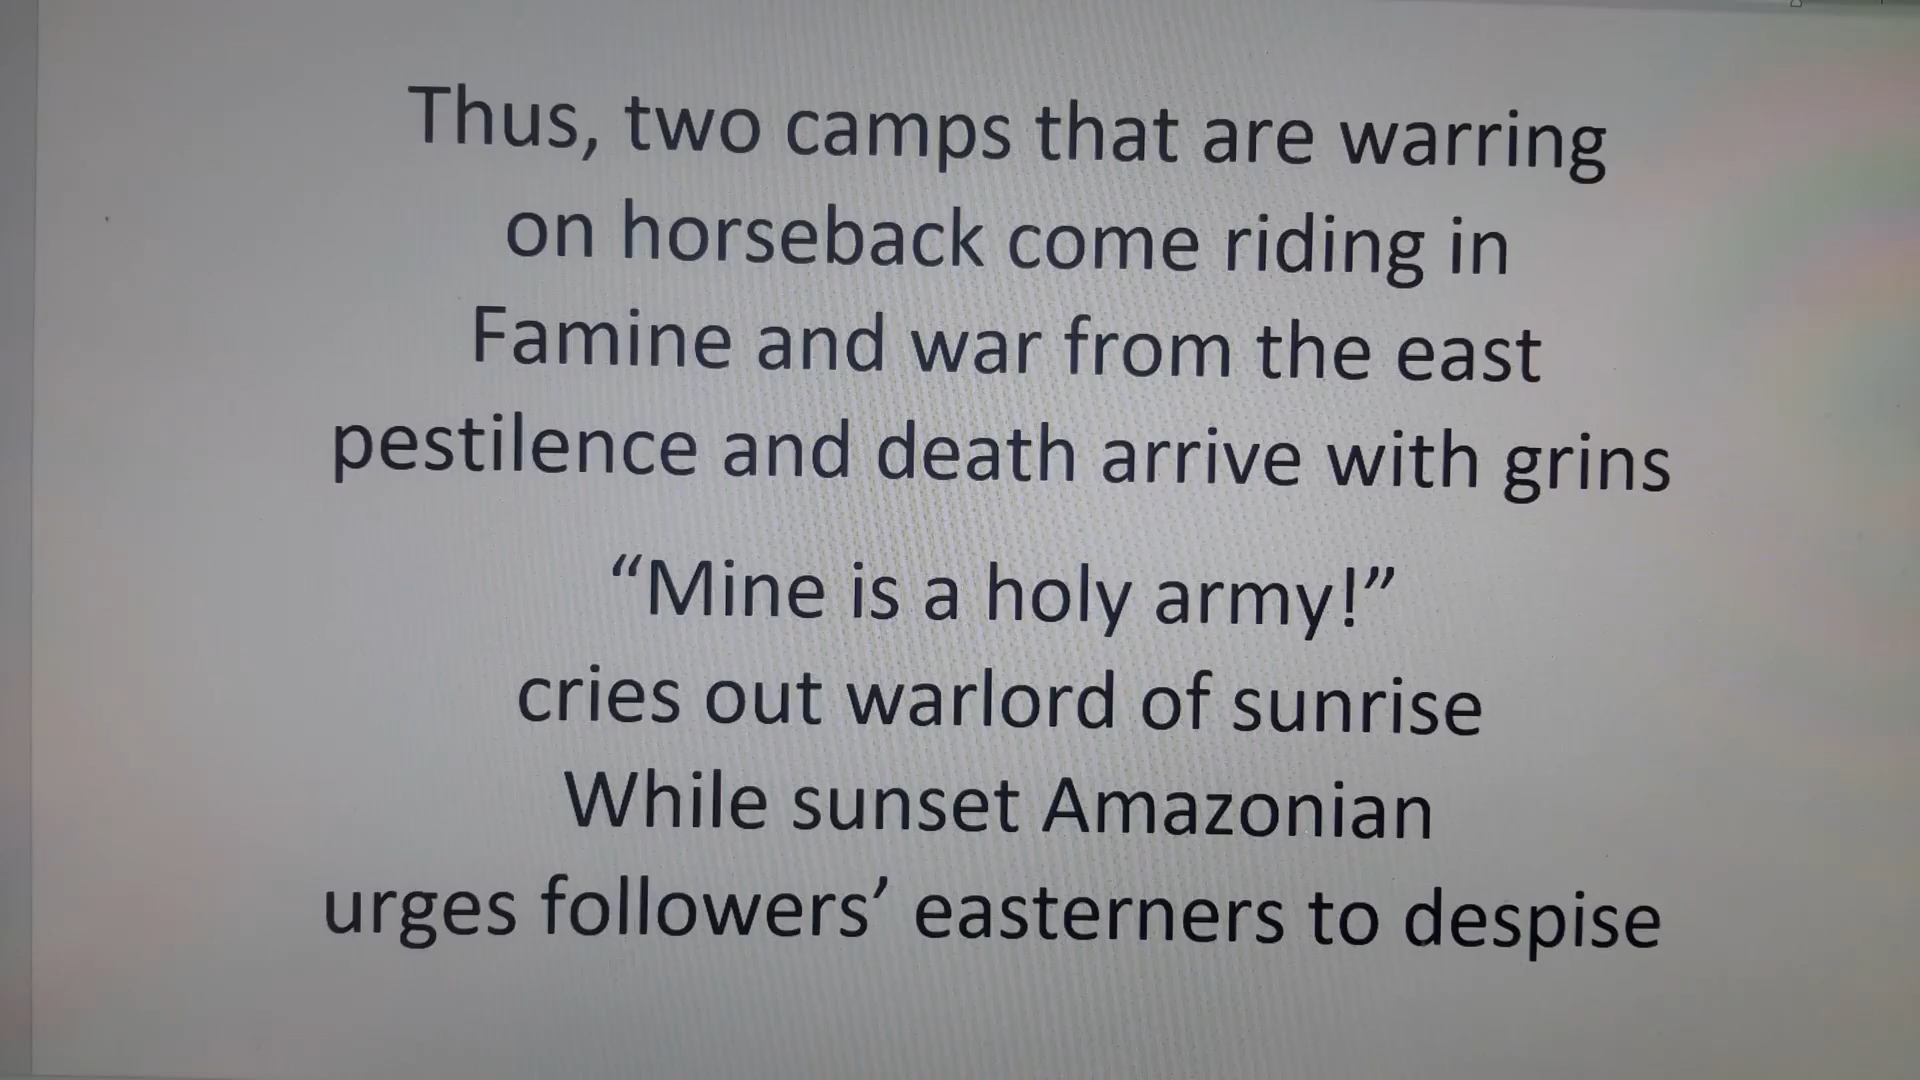 Thus, two camps that are warring
on horseback come riding in
Famine and war from the east
pestilence and death arrive with grins
“Mine is a holy army!”
cries out warlord of sunrise
While sunset Amazonian
urges followers’ easterners to despise